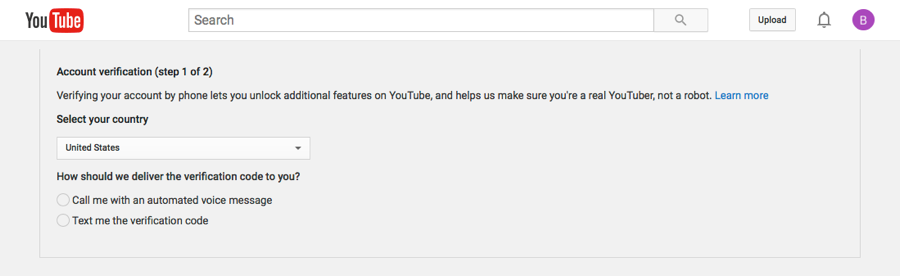 YouTube
Search
Upload
B
Account verification (step 1 of 2)
Verifying your account by phone lets you unlock additional features on YouTube, and helps us make sure you're a real YouTuber, not a robot. Learn more
Select your country
United States
How should we deliver the verification code to you?
Call me with an automated voice message
Text me the verification code